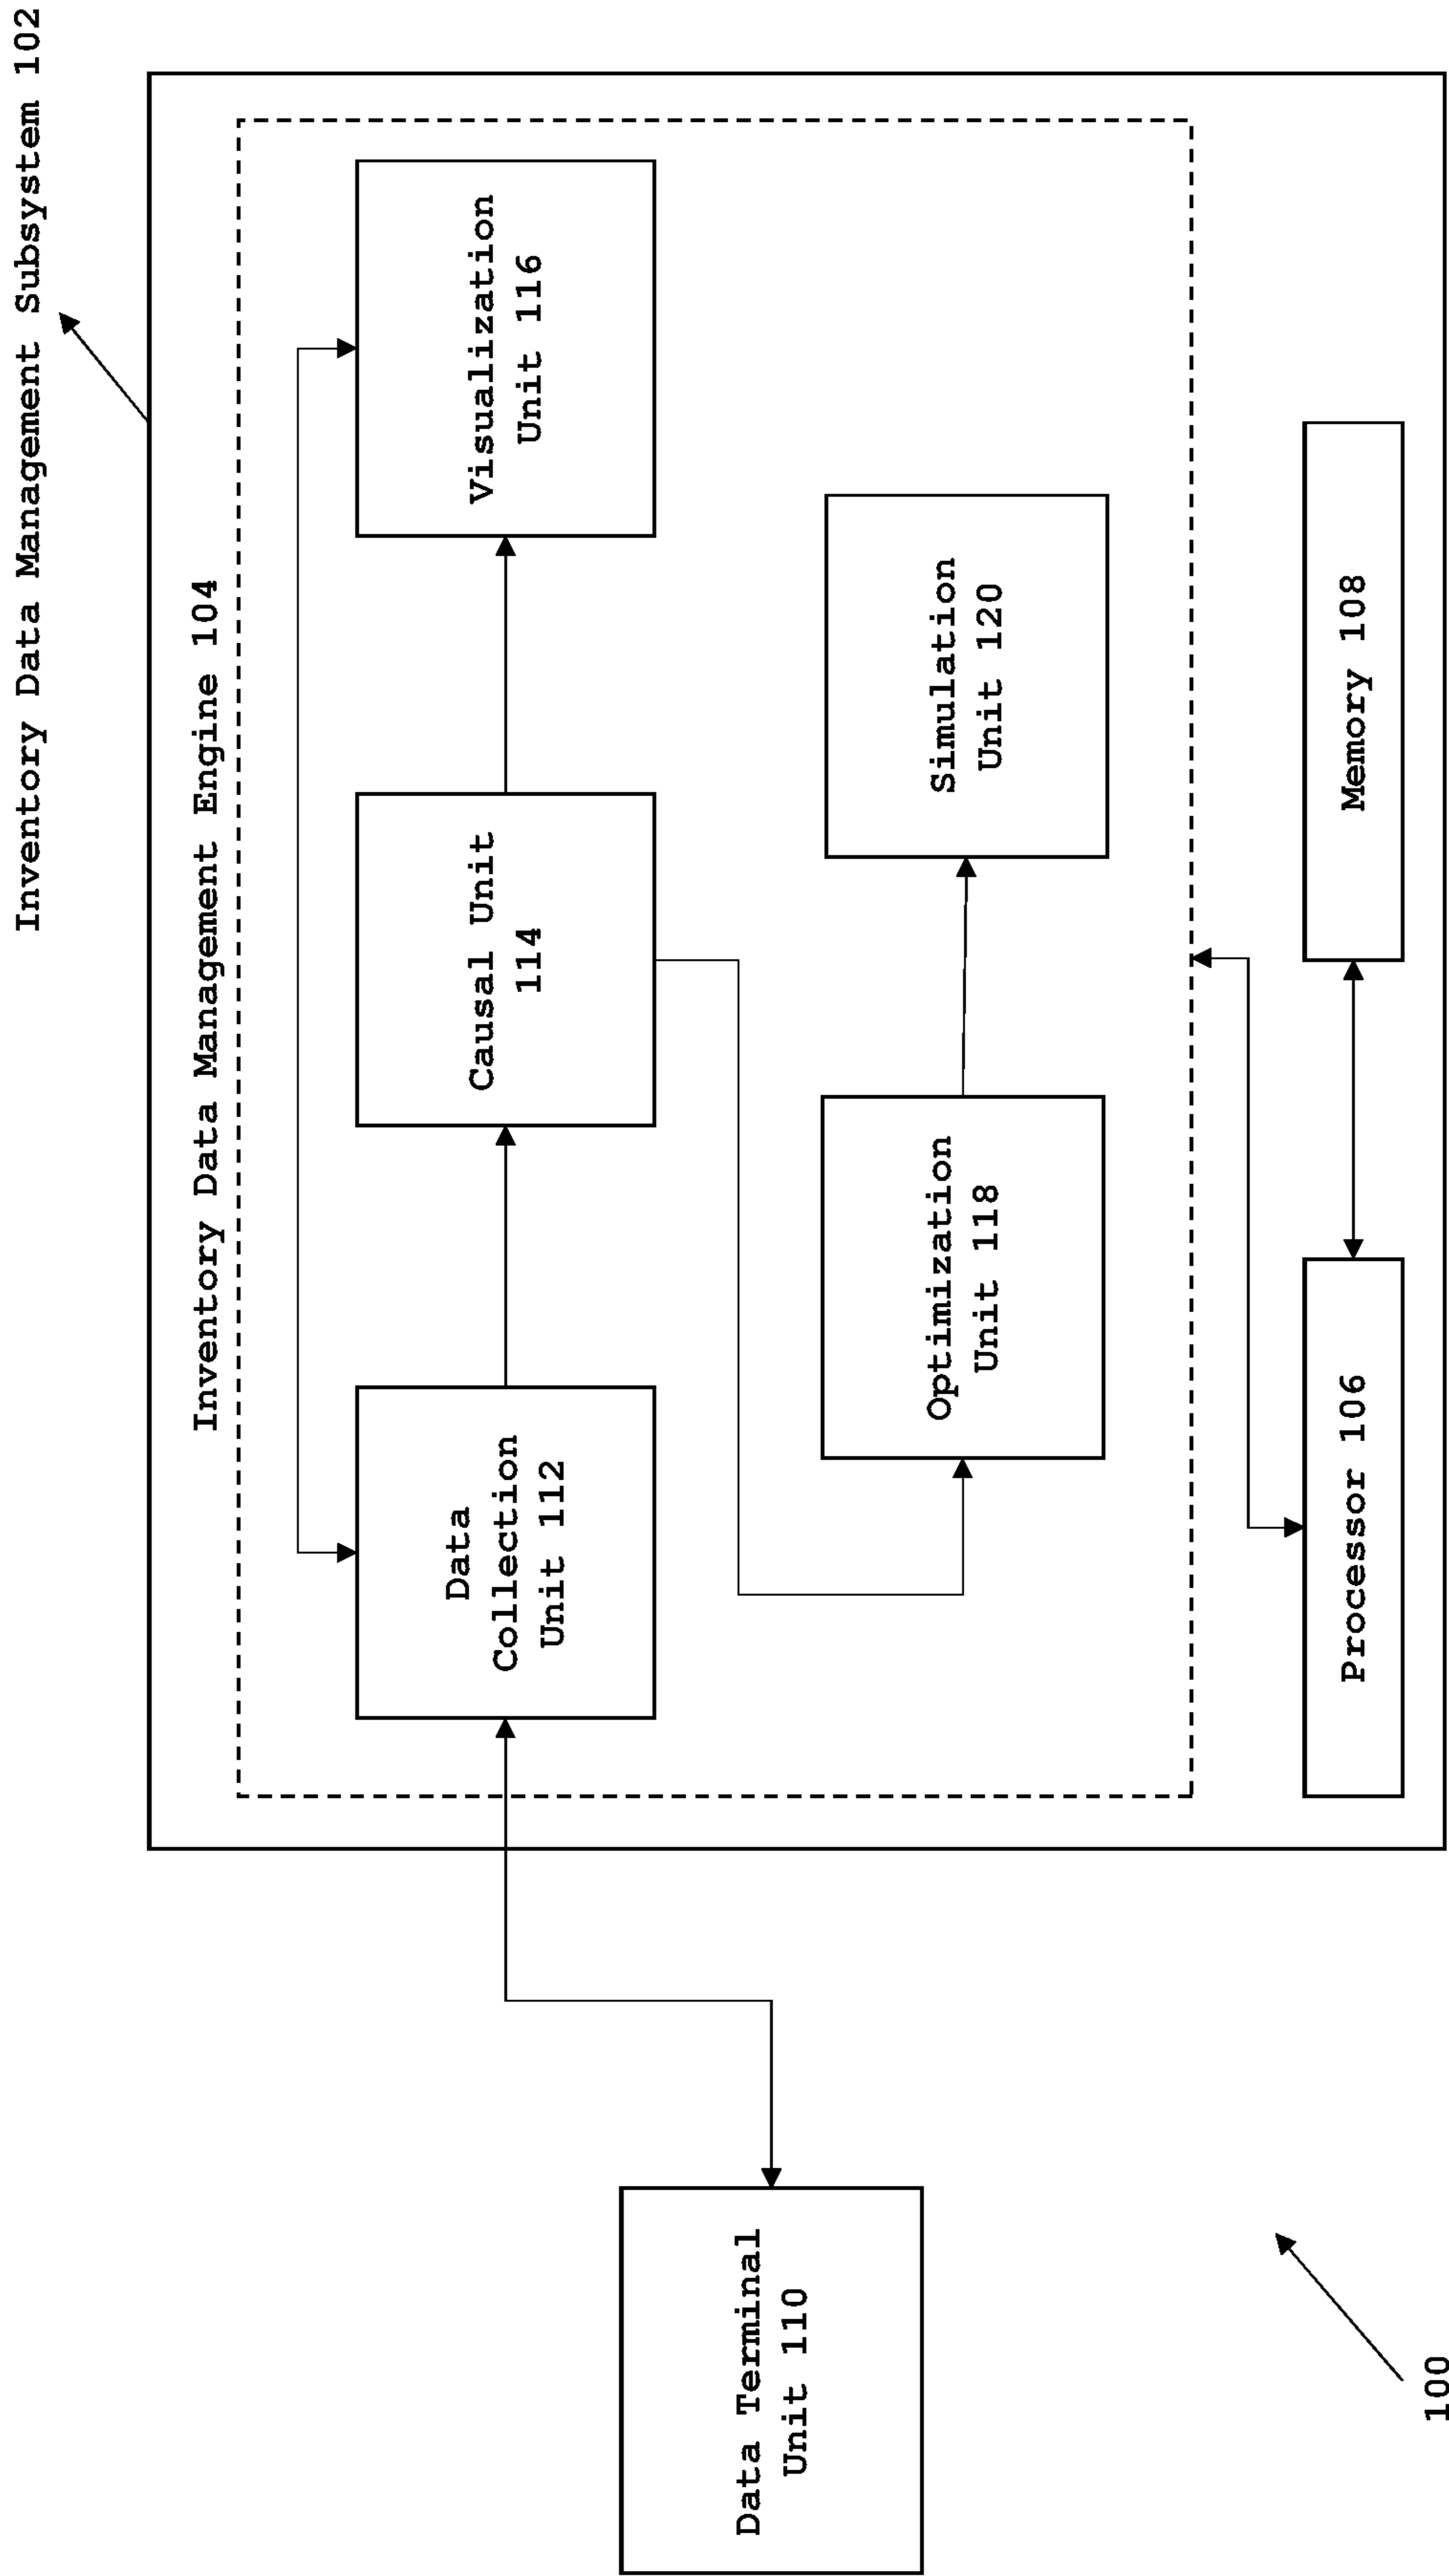 Inventory Data Management Subsystem 102
Inventory Data Management Engine 104
Data
Collection
Unit 112
Causal Unit
114
Visualization
Unit 116
Data Terminal
Unit 110
Optimization
Unit 118
Simulation
Unit 120
Processor 106
Memory 108
100